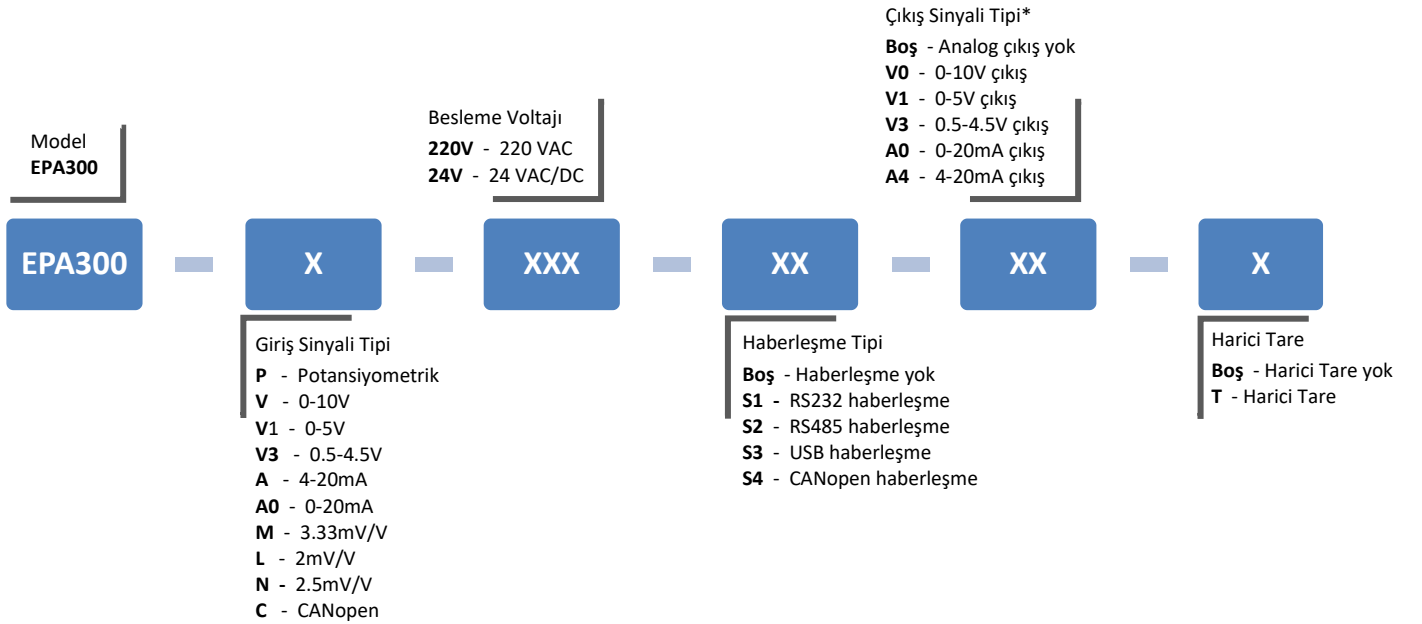 Çıkış Sinyali Tipi*
Boş - Analog çıkış yok
V0 - 0-10V çıkış
V1 - 0-5V çıkış
V3 - 0.5-4.5V çıkış
A0 - 0-20mA çıkış
A4 - 4-20mA çıkış
Besleme Voltajı
220V - 220 VAC
24V - 24 VAC/DC
Model
EPA300
EPA300
X
XXX
XX
XX
X
Giriş Sinyali Tipi
P - Potansiyometrik
V - 0-10V
V1 - 0-5V
V3 - 0.5-4.5V
A - 4-20mA
A0 - 0-20mA
M - 3.33mV/V
L - 2mV/V
N - 2.5mV/V
C - CANopen
Haberleşme Tipi
Boş - Haberleşme yok
S1 - RS232 haberleşme
S2 - RS485 haberleşme
S3 - USB haberleşme
S4 - CANopen haberleşme
Harici Tare
Boş - Harici Tare yok
T - Harici Tare